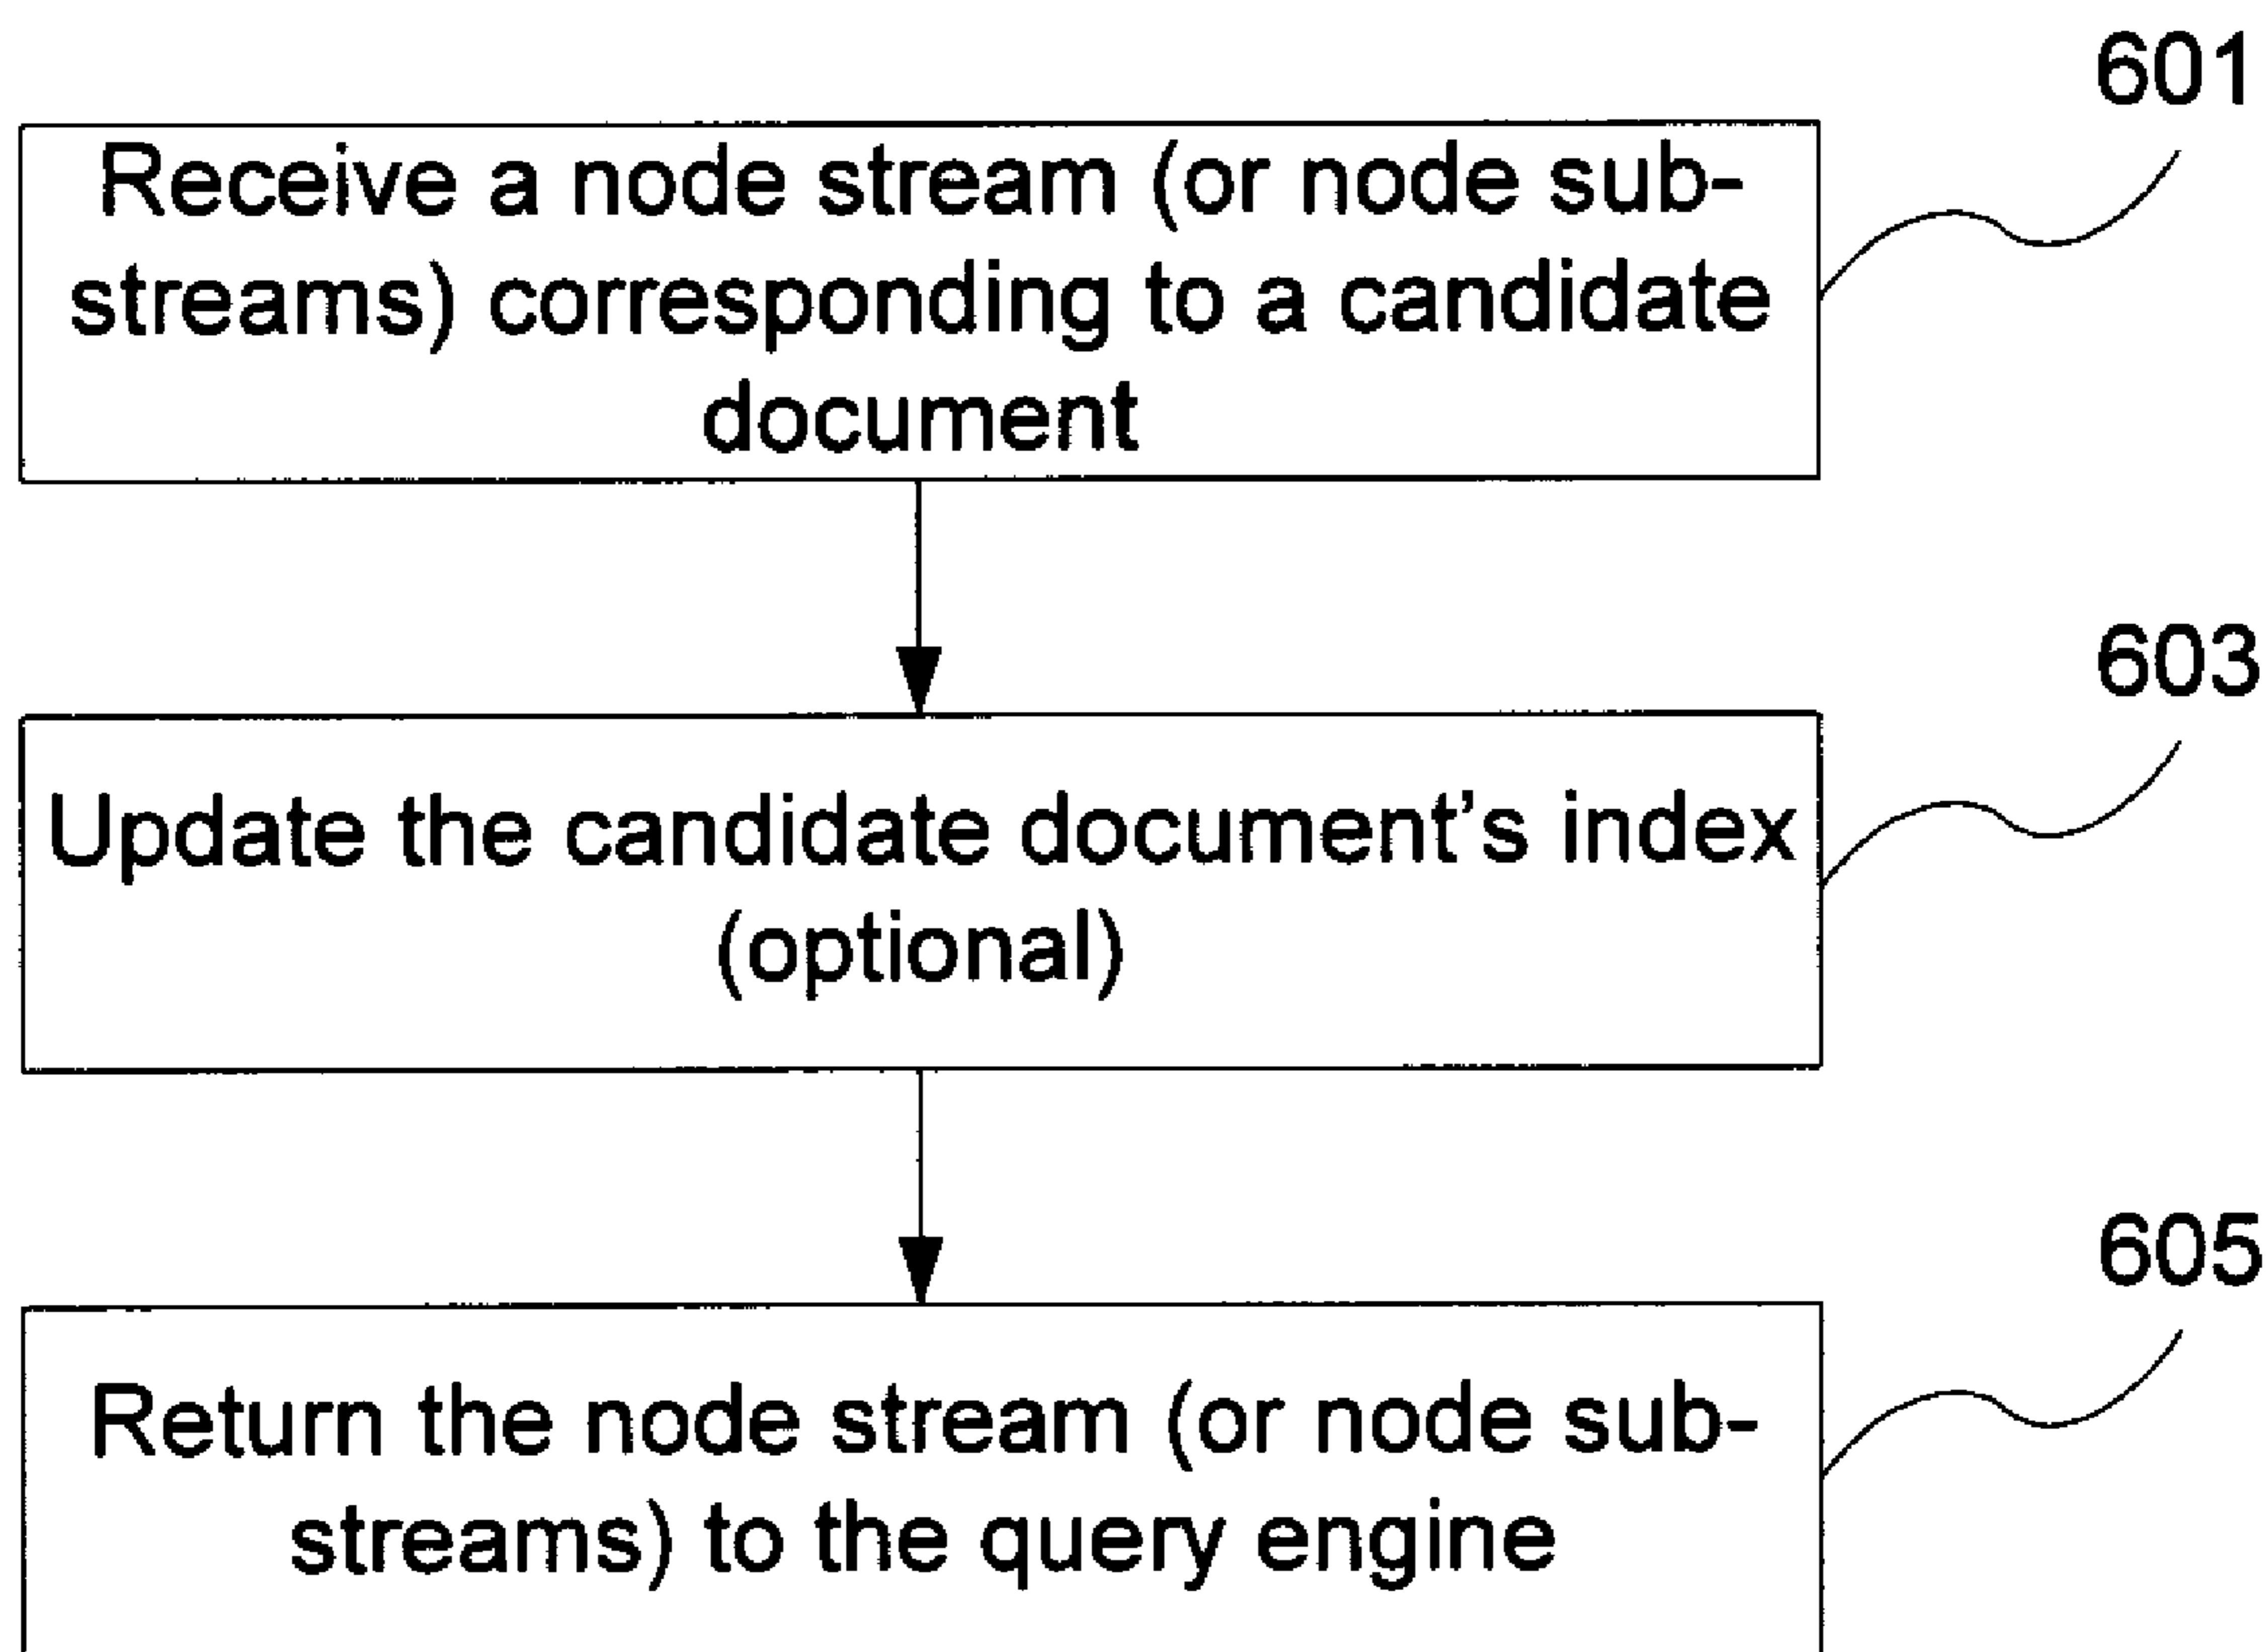 601
Receive a node stream (or node sub-
streams) corresponding to a candidate
document
603
Update the candidate document's index
(optional)
605
Return the node stream (or node sub-
streams) to the query engine